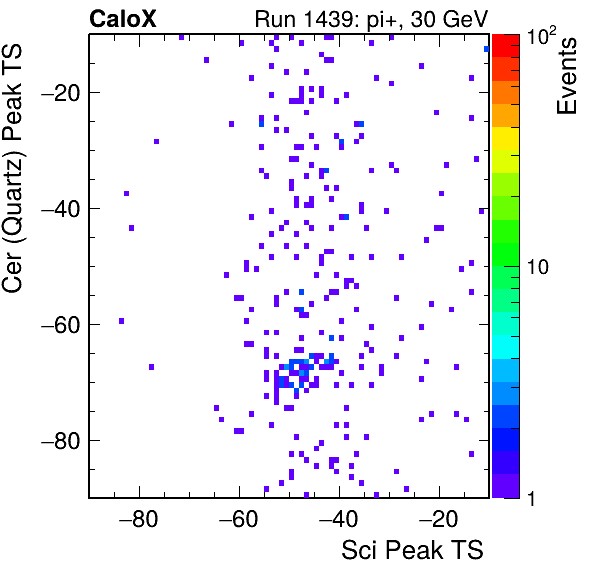 CaloX Run 1439: pi+, 30 GeV
Cer (Quartz) Peak TS
−20
−40
−60
−80
−80 −60 −40 −20
Sci Peak TS
10²
10
1
Events